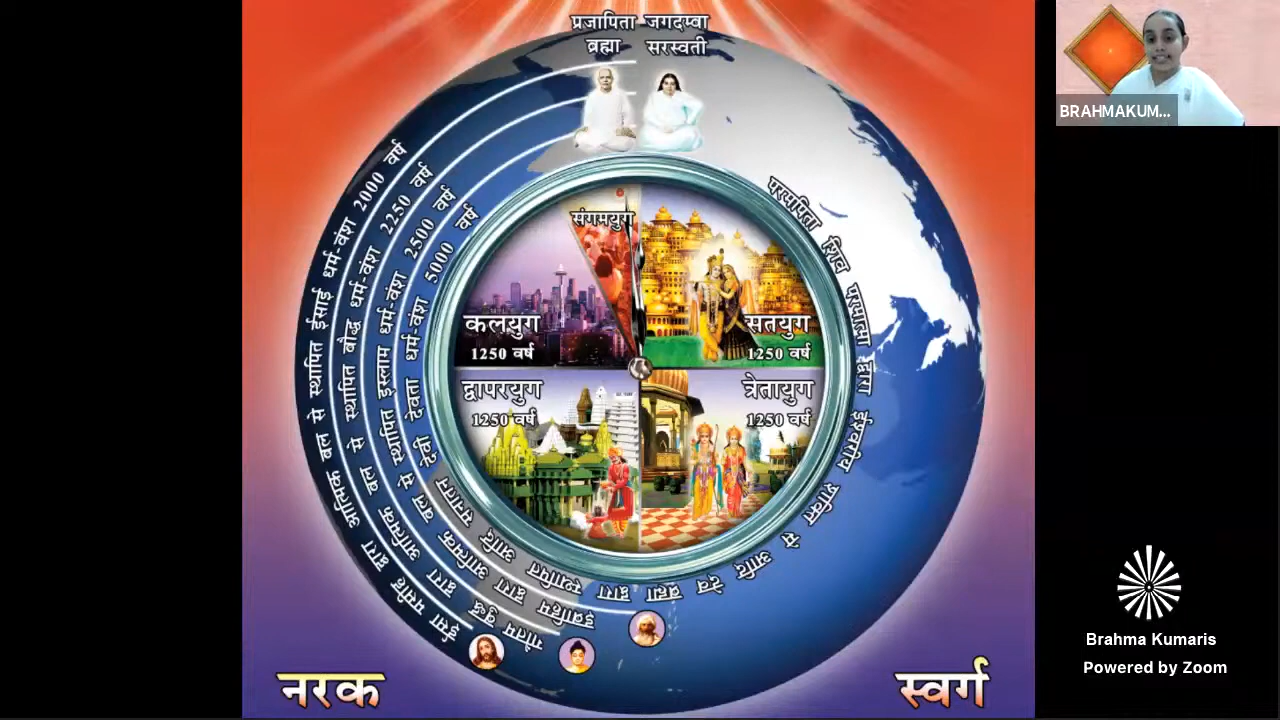 प्रजापिता जगदम्बा
ब्रह्मा सरस्वती
BRAHMAKUM...
संगमयुग
कलयुग
1250 वर्ष
सतयुग
1250 वर्ष
द्वापरयुग
1250 वर्ष
त्रेतायुग
1250 वर्ष
परमपिता शिव परमात्मा द्वारा ईश्वरीय शक्ति से आदि देव ब्रह्मा द्वारा स्थापित आदि सनातन देवी देवता धर्म-वंश 5000 वर्ष
इब्राहिम द्वारा आत्मिक बल से स्थापित इस्लाम धर्म-वंश 2500 वर्ष
गौतम बुद्ध द्वारा आत्मिक बल से स्थापित बौद्ध धर्म-वंश 2250 वर्ष
ईसा मसीह द्वारा आत्मिक बल से स्थापित ईसाई धर्म-वंश 2000 वर्ष
नरक
स्वर्ग
Brahma Kumaris
Powered by Zoom